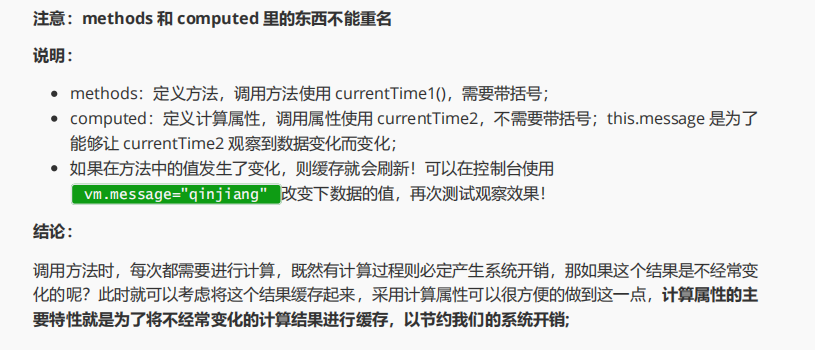 注意：methods 和 computed 里的东西不能重名
说明：
methods：定义方法，调用方法使用 currentTime1()，需要带括号；
computed：定义计算属性，调用属性使用 currentTime2，不需要带括号；this.message 是为了
能够让 currentTime2 观察到数据变化而变化；
如果在方法中的值发生了变化，则缓存就会刷新！可以在控制台使用
vm.message="qinjiang" 改变下数据的值，再次测试观察效果！
结论：
调用方法时，每次都需要进行计算，既然有计算过程则必定产生系统开销，那如果这个结果是不经常变
化的呢？此时就可以考虑将这个结果缓存起来，采用计算属性可以很方便的做到这一点，计算属性的主
要特性就是为了将不经常变化的计算结果进行缓存，以节约我们的系统开销;